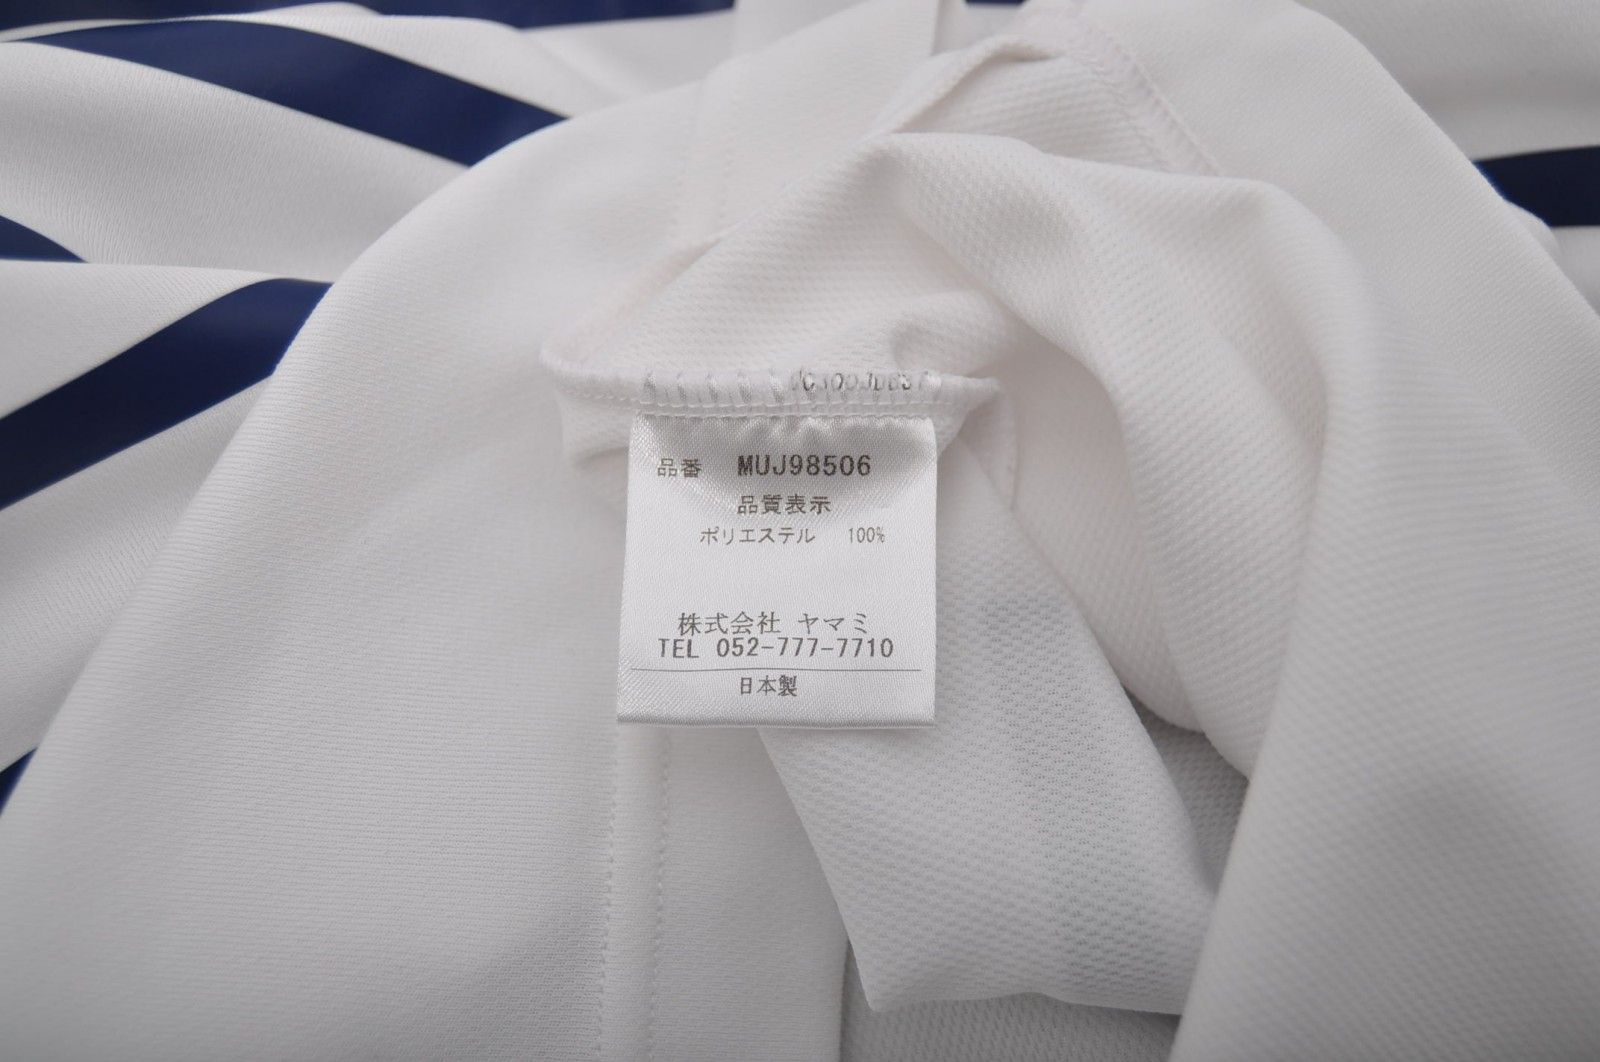 品番 MUJ98506
品質表示
ポリエステル 100%
株式会社 ヤマミ
TEL 052-777-7710
日本製